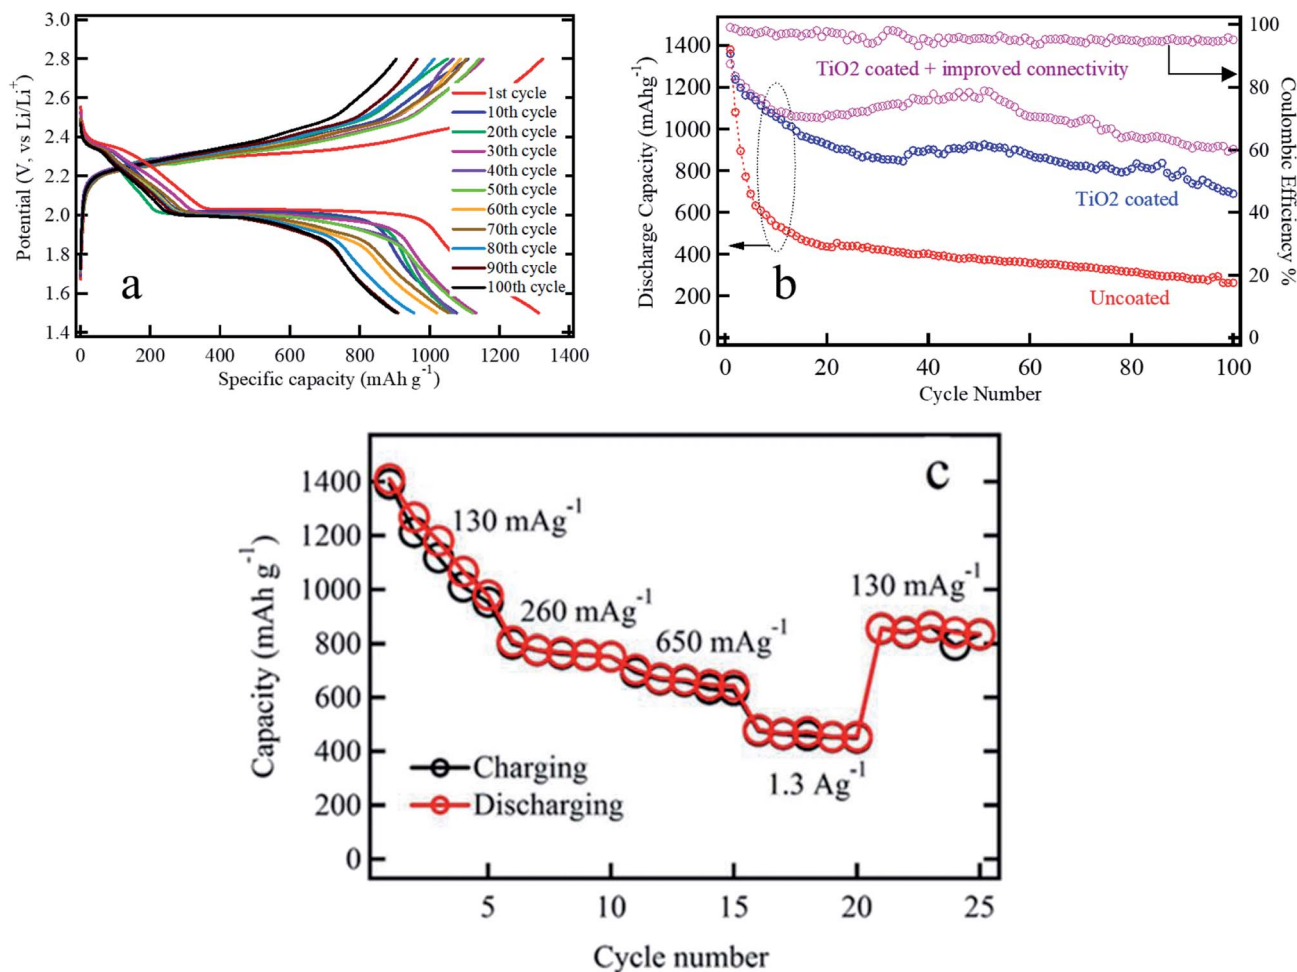 3.0
2.8
2.6
2.4
2.2
2.0
1.8
1.6
1.4
Potential (V, vs Li/Li+
1st cycle
10th cycle
20th cycle
30th cycle
40th cycle
50th cycle
60th cycle
70th cycle
80th cycle
90th cycle
100th cycle
a
0 200 400 600 800 1000 1200 1400
Specific capacity (mAh g-1)
1400
1200
1000
800
600
400
200
0
Discharge Capacity (mAhg-1)
TiO2 coated + improved connectivity
TiO2 coated
Uncoated
b
100
80
60
40
20
0
Coulombic Efficiency %
0 20 40 60 80 100
Cycle Number
c
1400
1200
1000
800
600
400
200
0
Capacity (mAh g-1)
130 mAg-1
260 mAg-1
650 mAg-1
1.3 Ag-1
130 mAg-1
Charging
Discharging
5 10 15 20 25
Cycle number